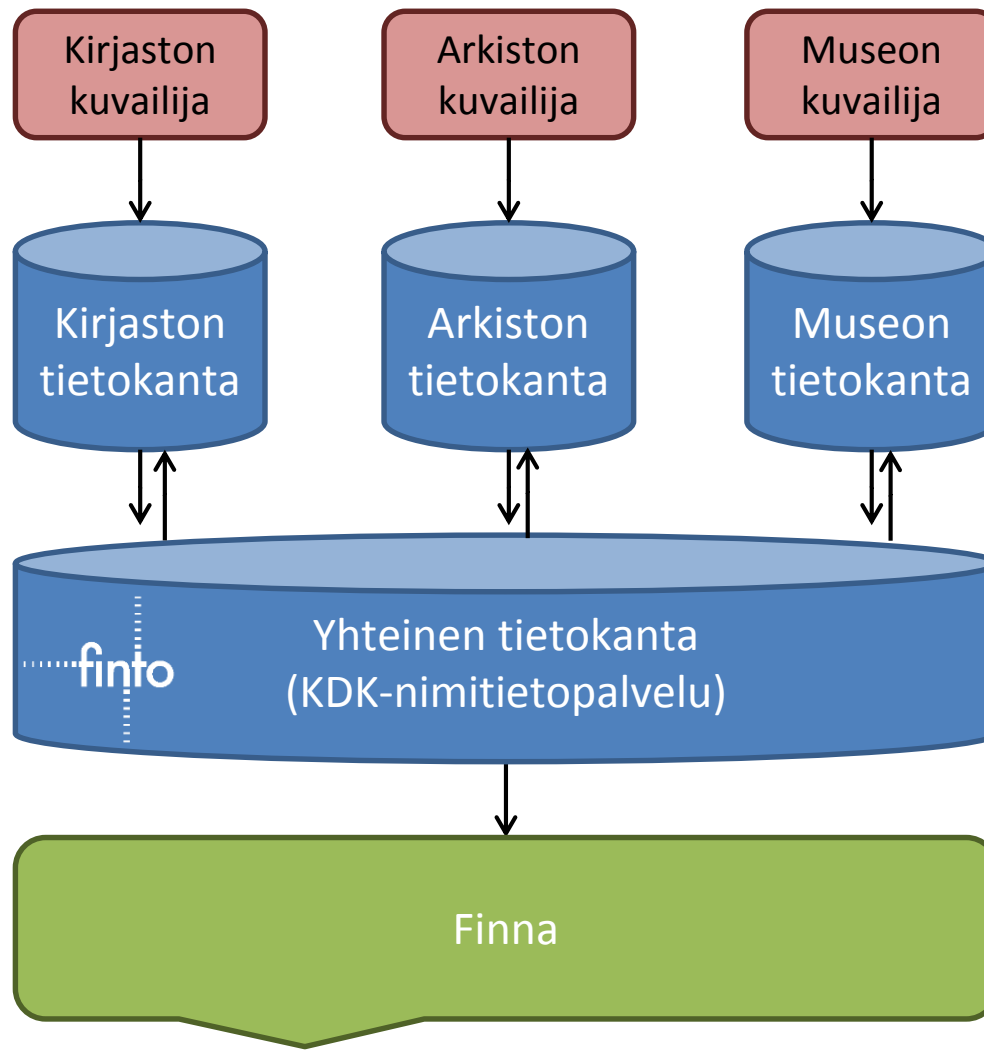 Kirjaston
kuvailija
Arkiston
kuvailija
Museon
kuvailija
Kirjaston
tietokanta
Arkiston
tietokanta
Museon
tietokanta
finto
Yhteinen tietokanta
(KDK-nimitietopalvelu)
Finna